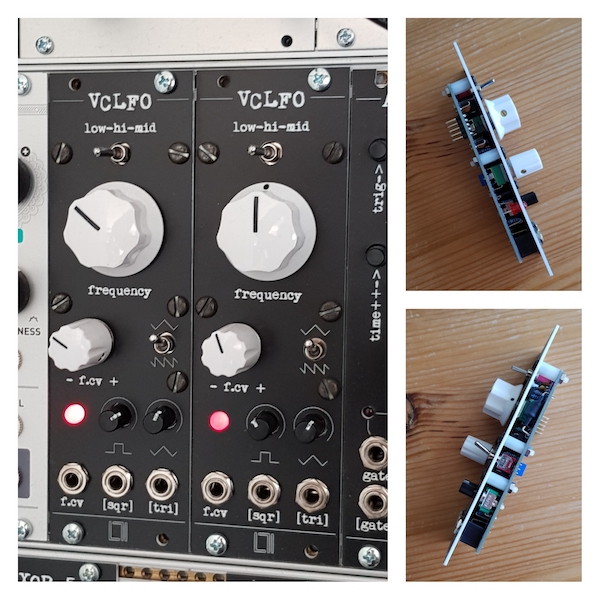 VCLFO
low-hi-mid
frequency
- f.cv +
f.cv [sqr] [tri]
VCLFO
low-hi-mid
frequency
- f.cv +
f.cv [sqr] [tri]
trig->
time+++->
gate
[gate
NESS